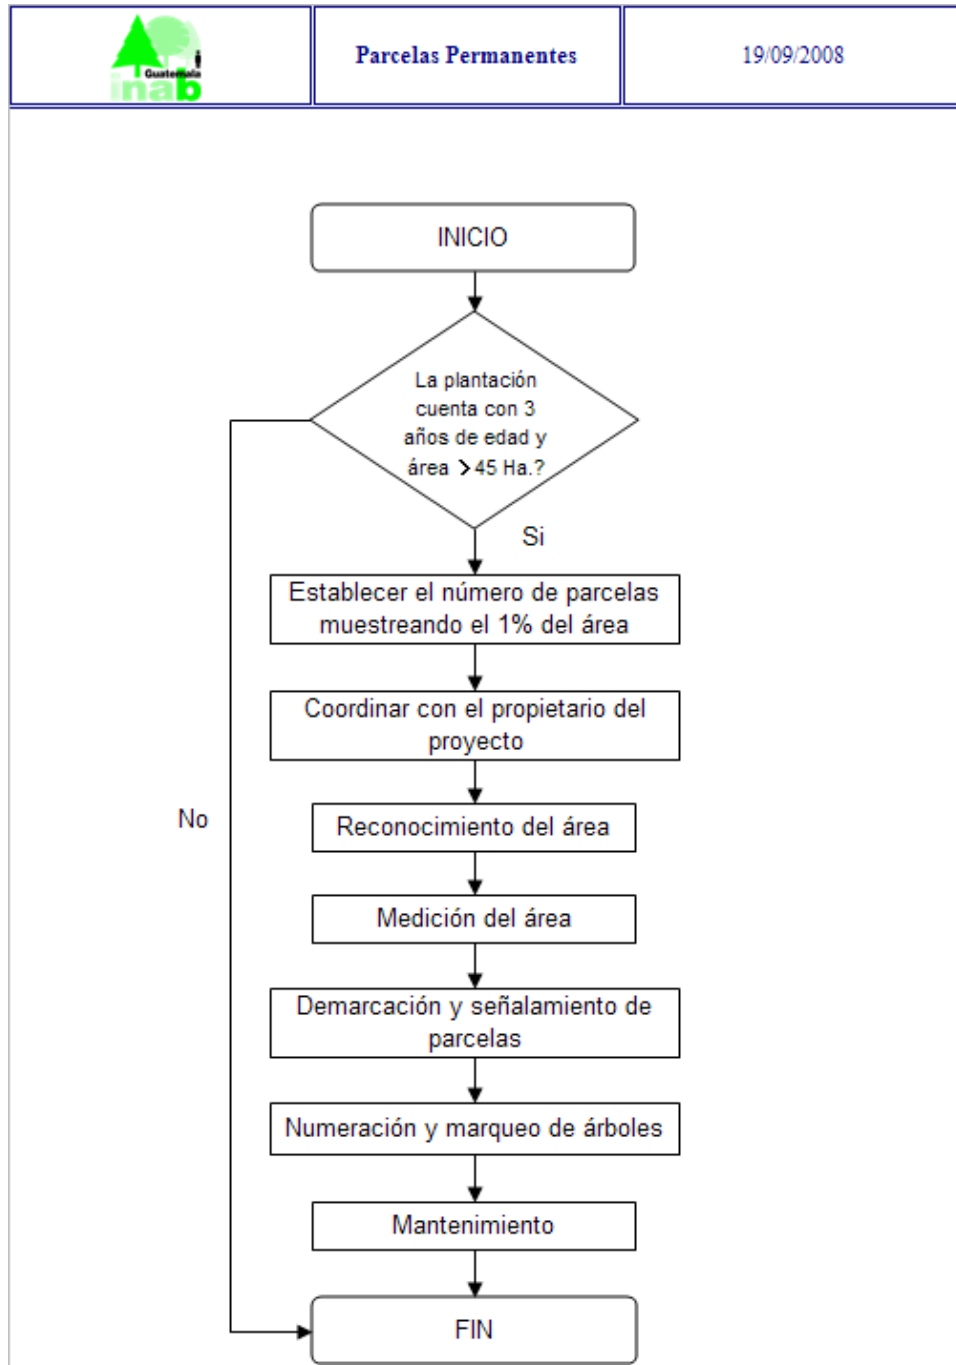 Guatemala
inab
Parcelas Permanentes
19/09/2008
INICIO
La plantación
cuenta con 3
años de edad y
área >45 Ha.?
Si
No
Establecer el número de parcelas
muestreando el 1% del área
Coordinar con el propietario del
proyecto
Reconocimiento del área
Medición del área
Demarcación y señalamiento de
parcelas
Numeración y marqueo de árboles
Mantenimiento
FIN